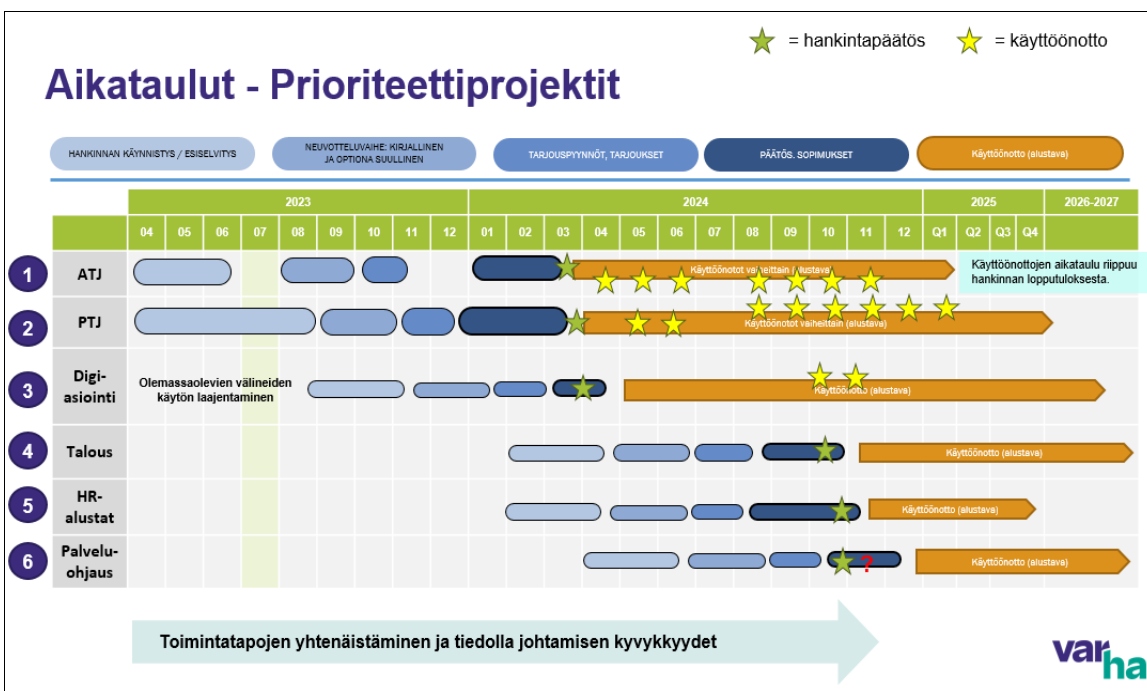 = hankintapäätös
= käyttöönotto
Aikataulut - Prioriteettiprojektit
HANKINNAN KÄYNNISTYS / ESISELVITYS
NEUVOTTELUVAIHE: KIRJALLINEN
JA OPTIONA SUULLINEN
TARJOUSPYYNNÖT, TARJOUKSET
PÄÄTÖS. SOPIMUKSET
Käyttöönotto (alustava)
2023 2024 2025 2026-2027
04 05 06 07 08 09 10 11 12 01 02 03 04 05 06 07 08 09 10 11 12 Q1 Q2 Q3 Q4
1 ATJ
Käyttöönotot vaiheittain (alustava)
Käyttöönottojen aikataulu riippuu
hankinnan lopputuloksesta.
2 PTJ
Käyttöönotot vaiheittain (alustava)
3 Digi-
asiointi
Olemassaolevien välineiden
käytön laajentaminen
Käyttöönotto (alustava)
4 Talous
Käyttöönotto (alustava)
5 HR-
alustat
Käyttöönotto (alustava)
6 Palvelu-
ohjaus
?
Käyttöönotto (alustava)
Toimintatapojen yhtenäistäminen ja tiedolla johtamisen kyvykkyydet
varha